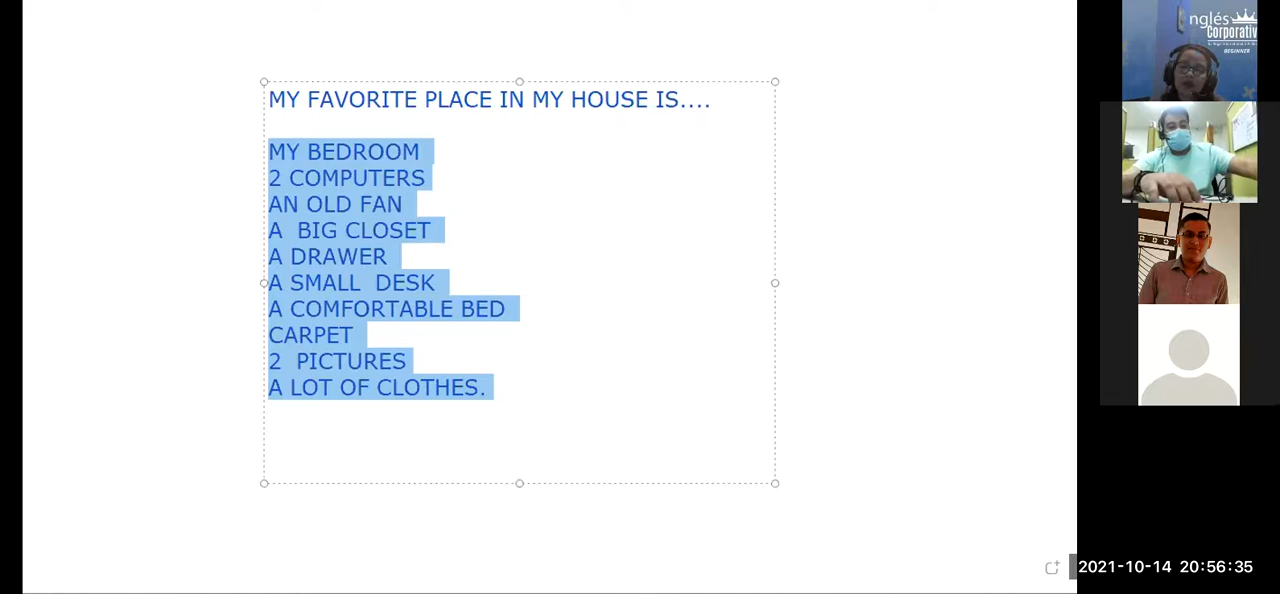 MY FAVORITE PLACE IN MY HOUSE IS....
MY BEDROOM
2 COMPUTERS
AN OLD FAN
A  BIG CLOSET
A DRAWER
A SMALL  DESK
A COMFORTABLE BED
CARPET
2  PICTURES
A LOT OF CLOTHES.
nglés
Corporativ
BEGINNER
2021-10-14 20:56:35